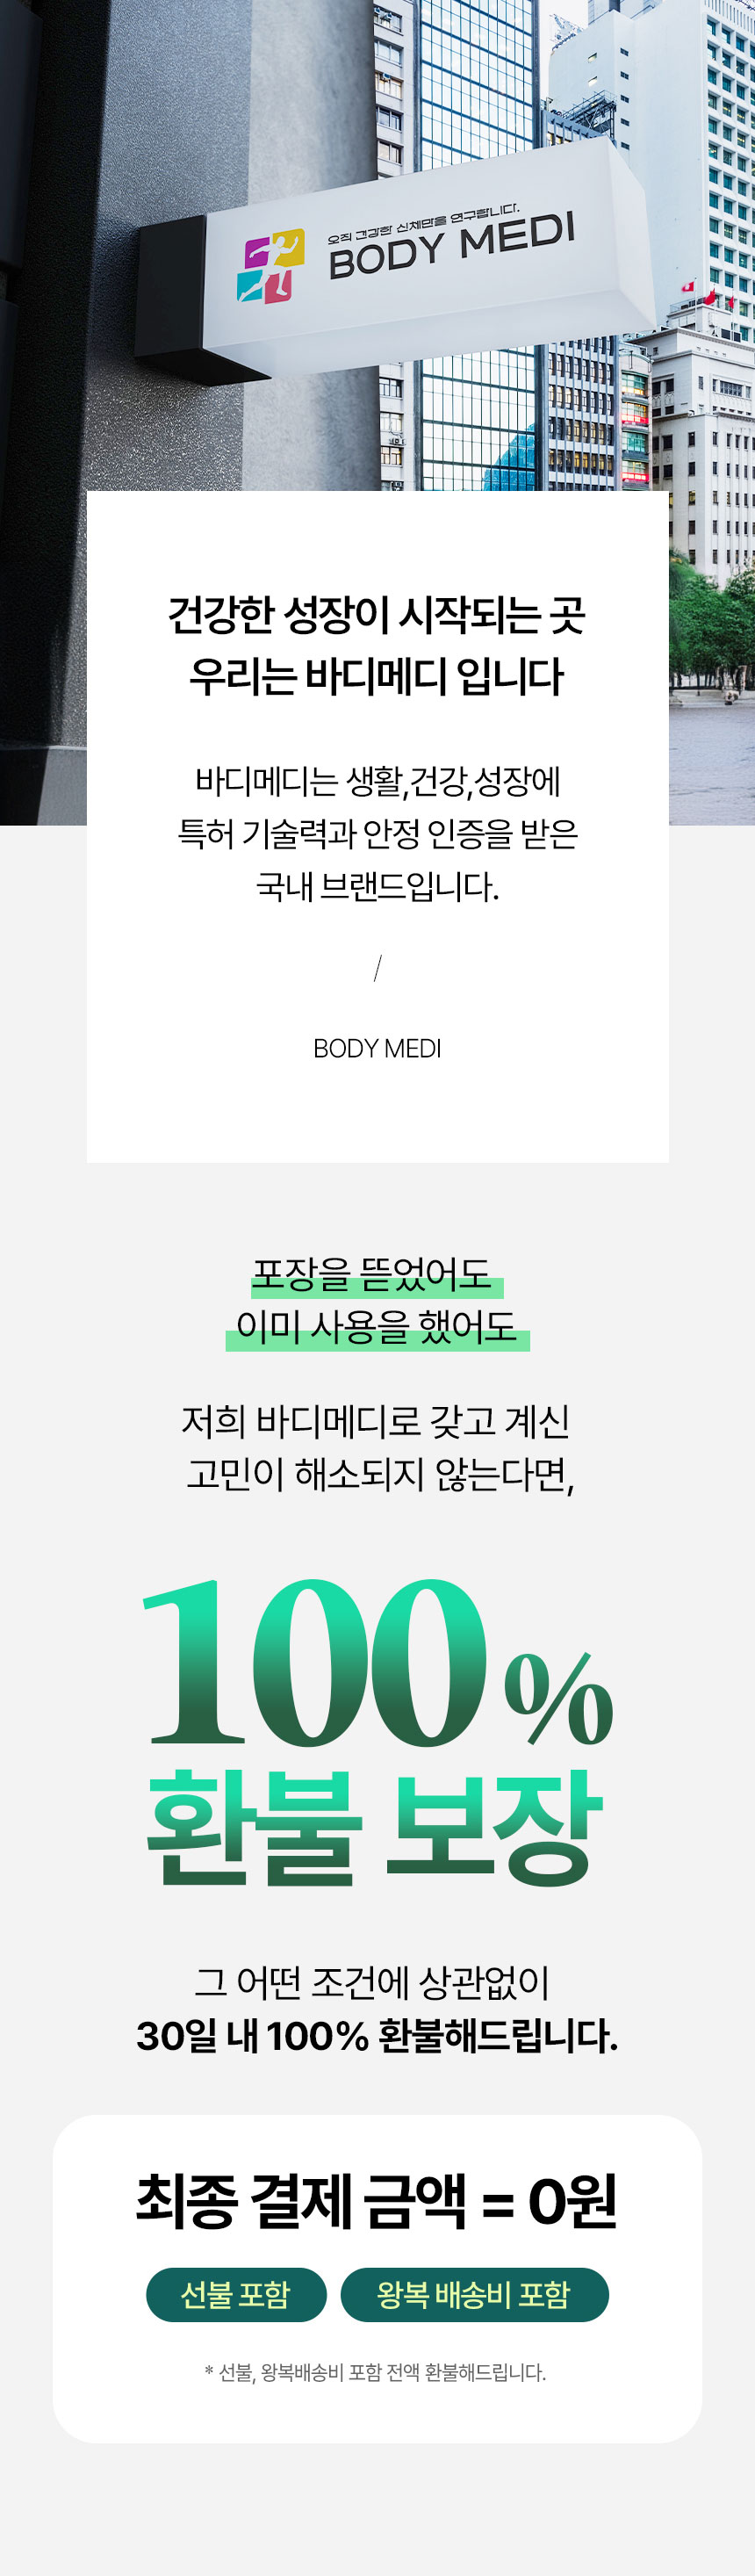 오직 건강한 신체만을 연구합니다.
BODY MEDI
건강한 성장이 시작되는 곳
우리는 바디메디 입니다
바디메디는 생활,건강,성장에
특허 기술력과 안정 인증을 받은
국내 브랜드입니다.
/
BODY MEDI
포장을 뜯었어도
이미 사용을 했어도
저희 바디메디로 갖고 계신
고민이 해소되지 않는다면,
100%
환불 보장
그 어떤 조건에 상관없이
30일 내 100% 환불해드립니다.
최종 결제 금액 = 0원
선불 포함
왕복 배송비 포함
* 선불, 왕복배송비 포함 전액 환불해드립니다.